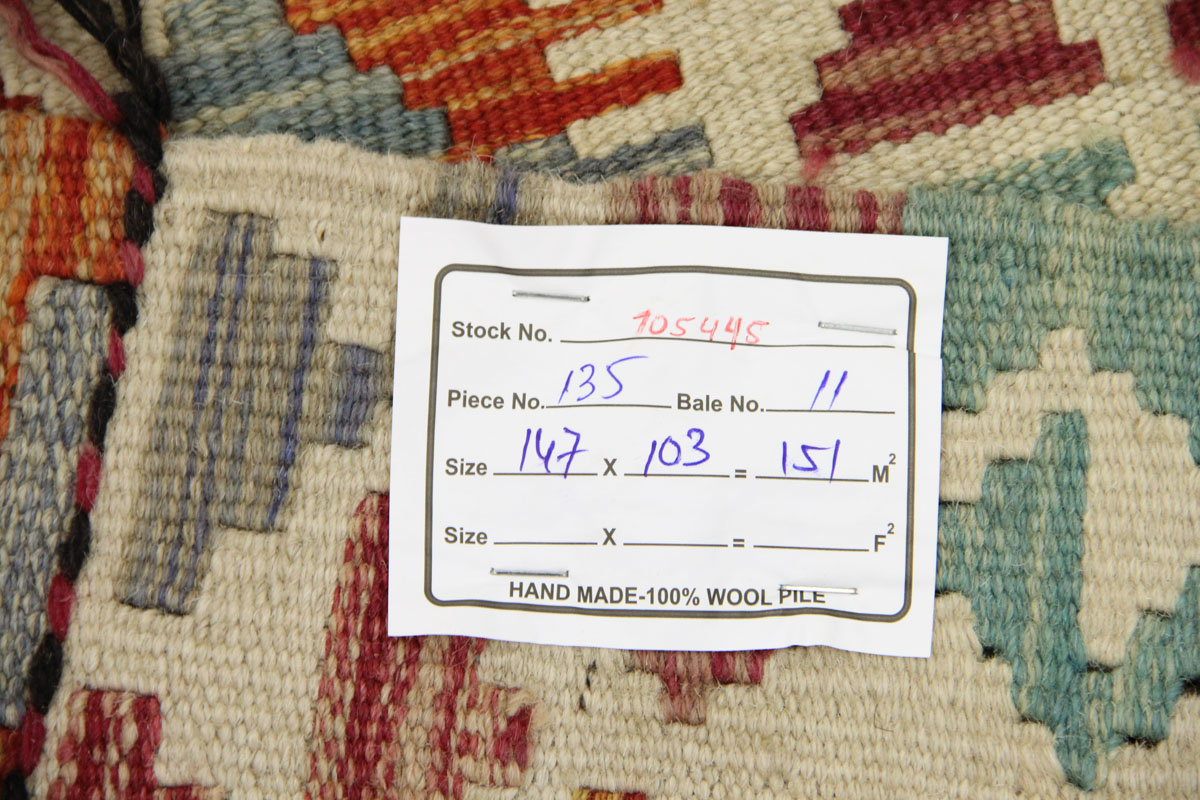 Stock No. 105445
Piece No. 135 Bale No. 11
Size 147 X 103 = 151 M²
Size X = F²
HAND MADE-100% WOOL PILE